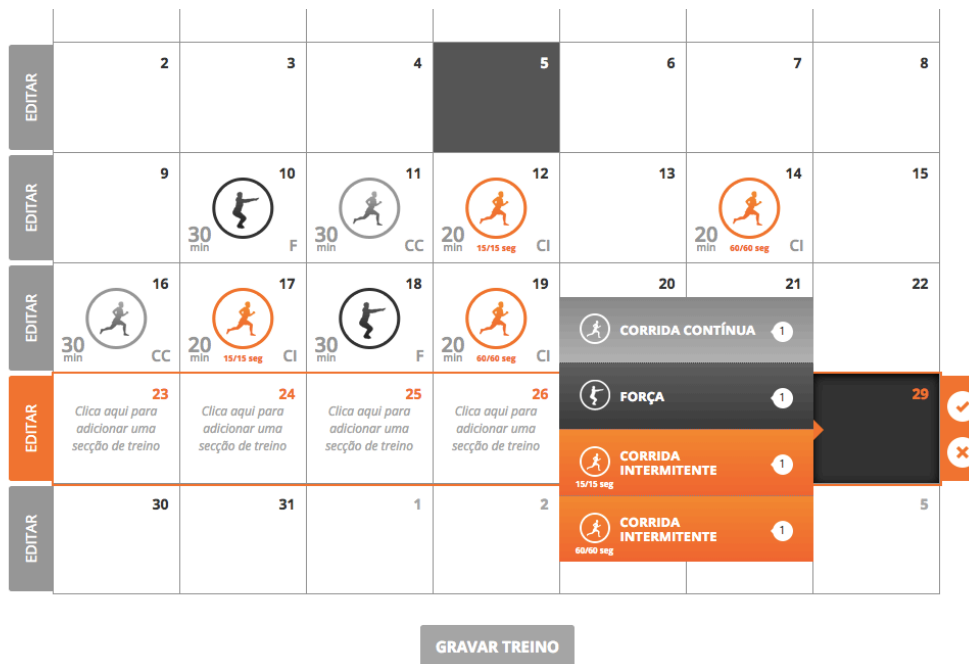 EDITAR
2
3
4
5
6
7
8
EDITAR
9
10
11
12
13
14
15
30 min F
30 min CC
20 min 15/15 seg CI
20 min 60/60 seg CI
EDITAR
16
17
18
19
20
21
22
30 min CC
20 min 15/15 seg CI
30 min F
20 min 60/60 seg CI
CORRIDA CONTÍNUA 1
FORÇA 1
CORRIDA
INTERMITENTE 1
15/15 seg
CORRIDA
INTERMITENTE 1
60/60 seg
EDITAR
23
Clica aqui para
adicionar uma
secção de treino
24
Clica aqui para
adicionar uma
secção de treino
25
Clica aqui para
adicionar uma
secção de treino
26
Clica aqui para
adicionar uma
secção de treino
29
EDITAR
30
31
1
2
5
GRAVAR TREINO